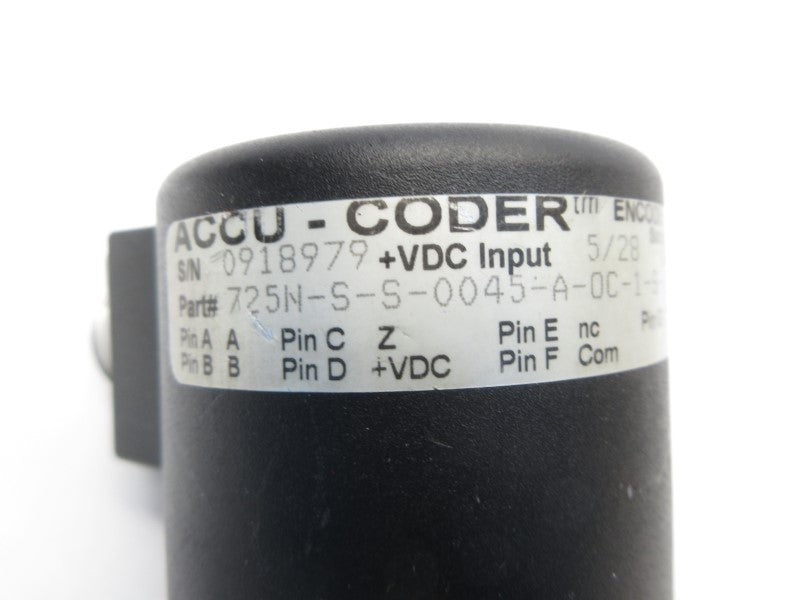 ACCU - CODER tm
S/N 0918979 +VDC Input 5/28
Part# 725N-S-S-0045-A-OC-1-
Pin A A Pin C Z Pin E nc
Pin B B Pin D +VDC Pin F Com